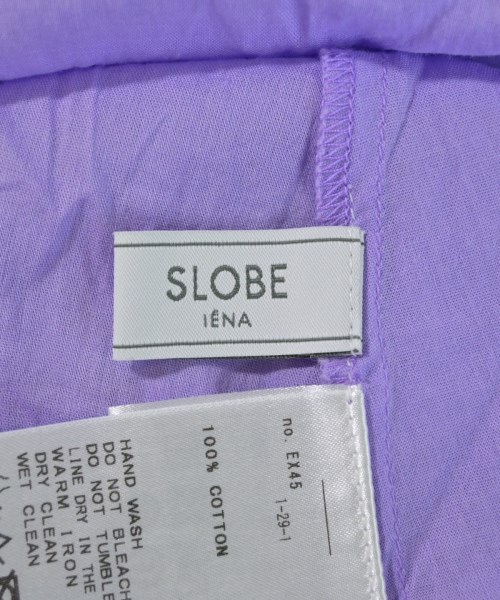 SLOBE
IÉNA
no. EX45
1-29-1
100% COTTON
HAND WASH
DO NOT BLEACH
DO NOT TUMBLE
LINE DRY IN THE
WARM IRON
DRY CLEAN
WET CLEAN